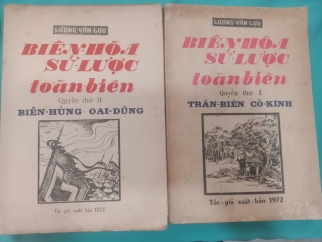 LƯƠNG VĂN LỰU
BIÊN HÒA
SỬ LƯỢC
toàn biên
Quyển thứ II
BIÊN-HÙNG OAI-DŨNG
Tác giả xuất bản 1973
LƯƠNG VĂN LỰU
BIÊN HÒA
SỬ LƯỢC
toàn biên
Quyển thứ I
TRẤN-BIÊN CỔ-KÍNH
Tác-giả xuất-bản 1972